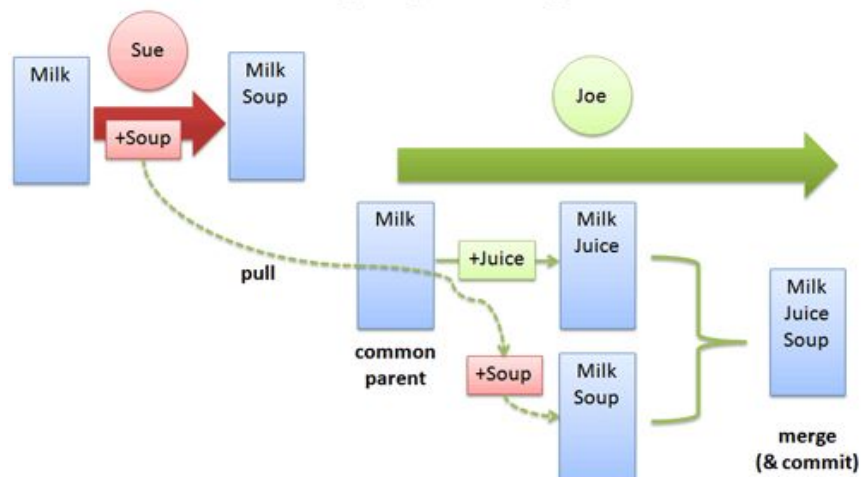 Sue
Milk
+Soup
Milk
Soup
Joe
pull
Milk
common
parent
+Juice
Milk
Juice
+Soup
Milk
Soup
Milk
Juice
Soup
merge
(& commit)